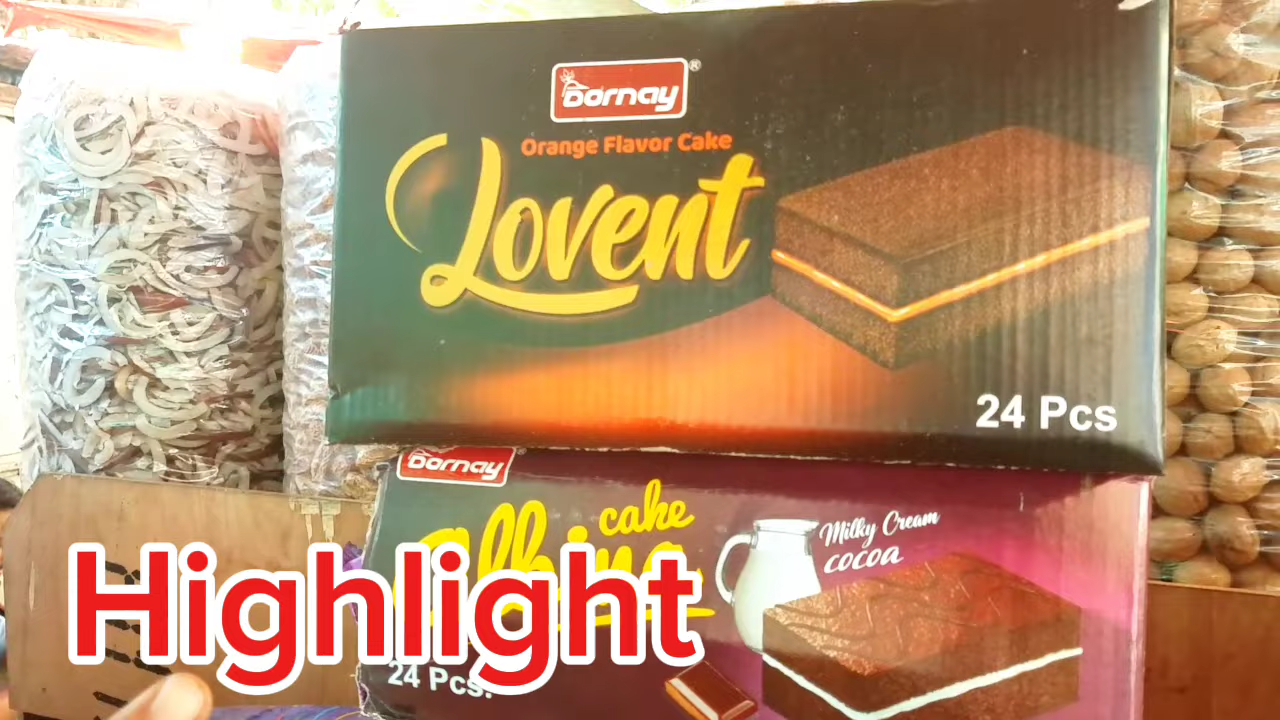 Dornay®
Orange Flavor Cake
Lovent
24 Pcs
Dornay
cake
Milky Cream
cocoa
Highlight
24 Pcs.